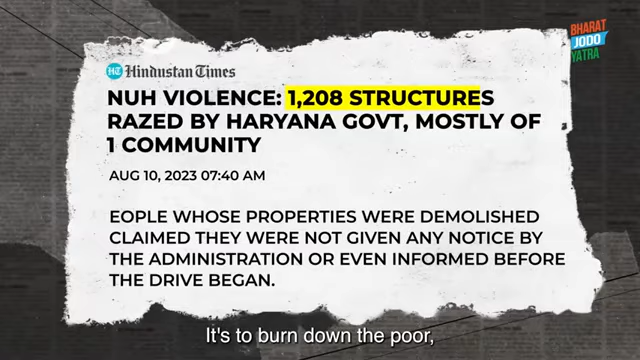 BHARAT
JODO
YATRA
HT Hindustan Times
NUH VIOLENCE: 1,208 STRUCTURES
RAZED BY HARYANA GOVT, MOSTLY OF
1 COMMUNITY
AUG 10, 2023 07:40 AM
EOPLE WHOSE PROPERTIES WERE DEMOLISHED
CLAIMED THEY WERE NOT GIVEN ANY NOTICE BY
THE ADMINISTRATION OR EVEN INFORMED BEFORE
THE DRIVE BEGAN.
It's to burn down the poor,